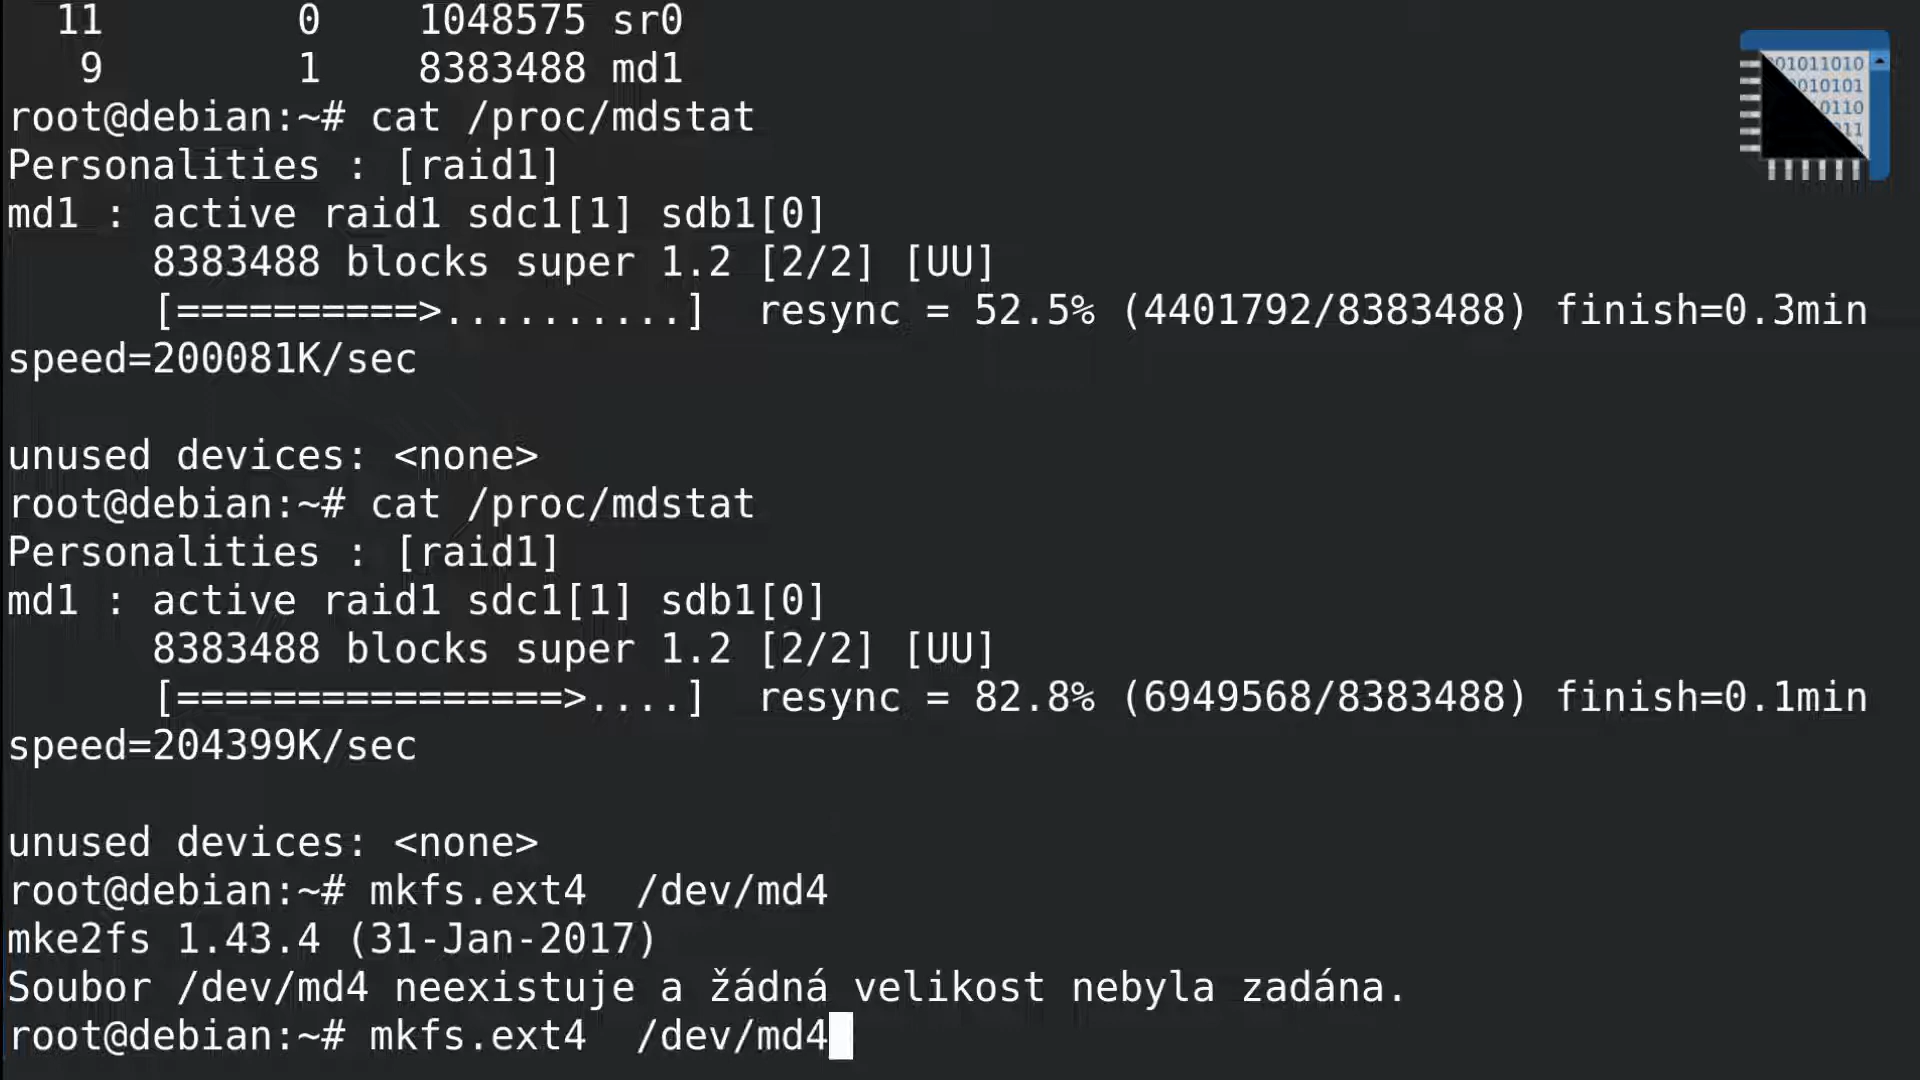 11 0 1048575 sr0
9 1 8383488 md1
root@debian:~# cat /proc/mdstat
Personalities : [raid1]
md1 : active raid1 sdc1[1] sdb1[0]
8383488 blocks super 1.2 [2/2] [UU]
[==========>..........] resync = 52.5% (4401792/8383488) finish=0.3min
speed=200081K/sec
unused devices: <none>
root@debian:~# cat /proc/mdstat
Personalities : [raid1]
md1 : active raid1 sdc1[1] sdb1[0]
8383488 blocks super 1.2 [2/2] [UU]
[================>....] resync = 82.8% (6949568/8383488) finish=0.1min
speed=204399K/sec
unused devices: <none>
root@debian:~# mkfs.ext4  /dev/md4
mke2fs 1.43.4 (31-Jan-2017)
Soubor /dev/md4 neexistuje a žádná velikost nebyla zadána.
root@debian:~# mkfs.ext4  /dev/md4